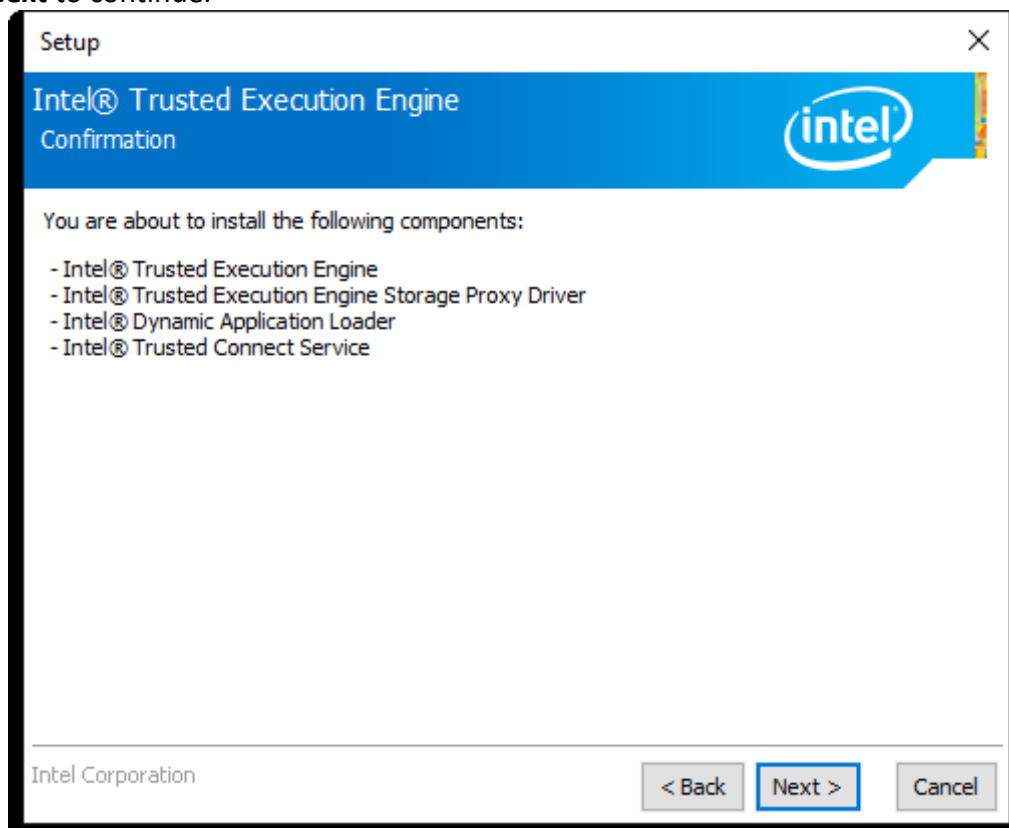 to continue.
Setup
Intel® Trusted Execution Engine
Confirmation
intel
You are about to install the following components:
- Intel® Trusted Execution Engine
- Intel® Trusted Execution Engine Storage Proxy Driver
- Intel® Dynamic Application Loader
- Intel® Trusted Connect Service
Intel Corporation
< Back
Next >
Cancel